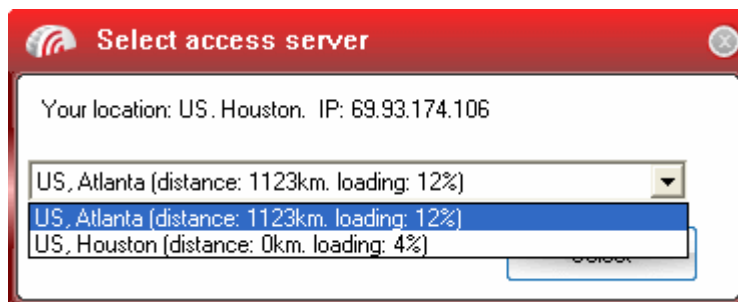 Select access server
Your location: US. Houston.  IP: 69.93.174.106
US, Atlanta (distance: 1123km. loading: 12%)
US, Atlanta (distance: 1123km. loading: 12%)
US, Houston (distance: 0km. loading: 4%)